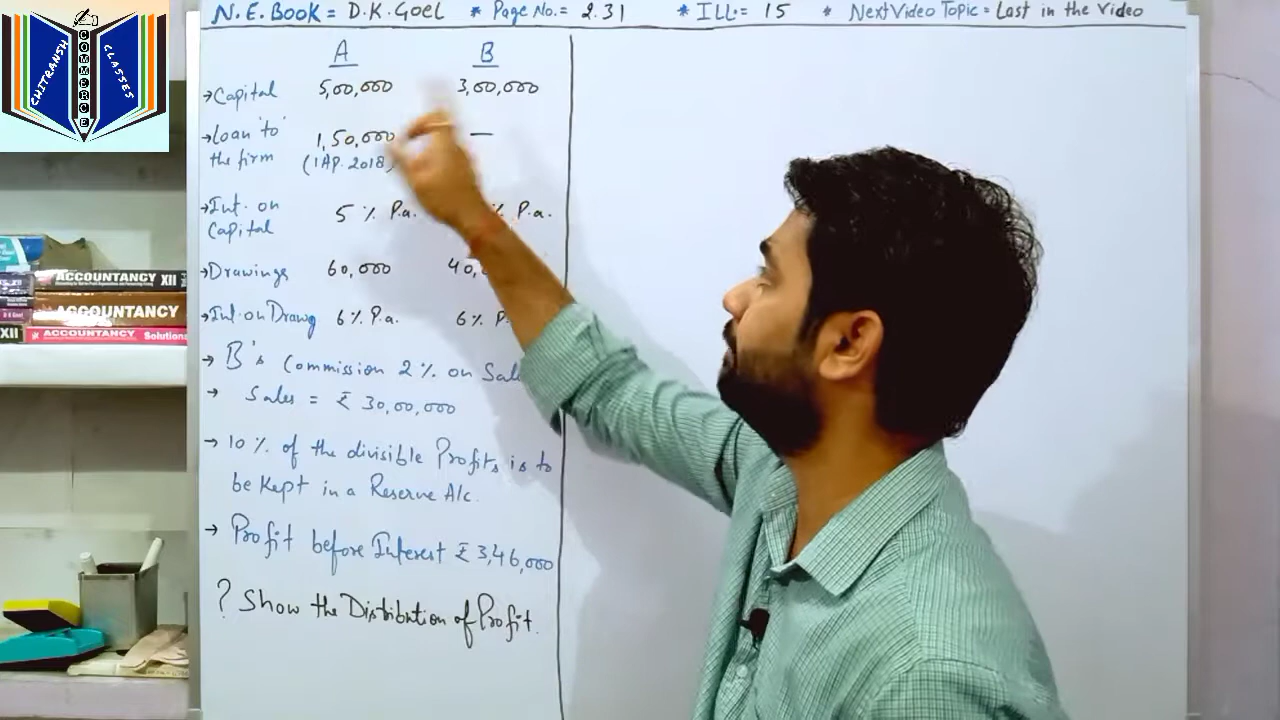 N.E. Book = D.K. Goel * Page No. = 2.31 * ILL = 15 * Next Video Topic = Last in the Video
CHITRANSH COMMERCE CLASSES
A B
→ Capital 5,00,000 3,00,000
→ Loan 'to' 1,50,000 —
the firm (1 AP. 2018)
→ Int. on 5 % P.a. % P.a.
Capital
→ Drawings 60,000 40,
→ Int. on Drawg 6 % P.a. 6 % P.
→ B's Commission 2 % on Sal
→ Sales = ₹ 30,00,000
→ 10 % of the divisible Profits is to
be Kept in a Reserve A/c.
→ Profit before Interest ₹ 3,46,000
? Show the Distribution of Profit.
ACCOUNTANCY XII
ACCOUNTANCY
XII ACCOUNTANCY Solutions